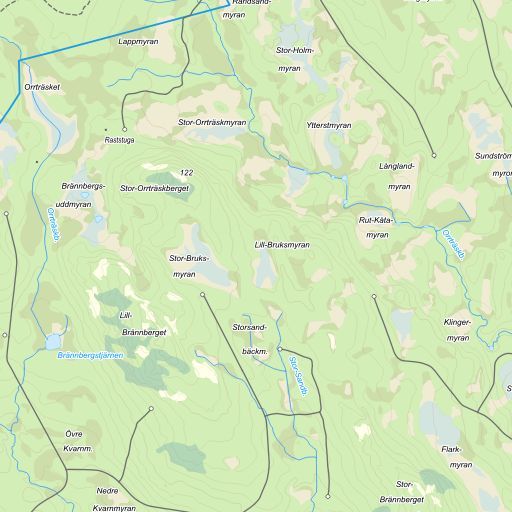 Randsand-
myran
Lappmyran
Stor-Holm-
myran
Orrträsket
Stor-Orrträskmyran
Ytterstmyran
Raststuga
Sundström
myran
Långland-
myran
122
Brännbergs-
uddmyran
Stor-Orrträskberget
Orrträskb.
Rut-Kåta-
myran
Orrträskb.
Lill-Bruksmyran
Stor-Bruks-
myran
Lill-
Brännberget
Storsand-
backm.
Klinger-
myran
Brännbergstjärnen
Stor-Sandb.
Övre
Kvarnm.
Flark-
myran
Nedre
Kvarnmyran
Stor-
Brännberget